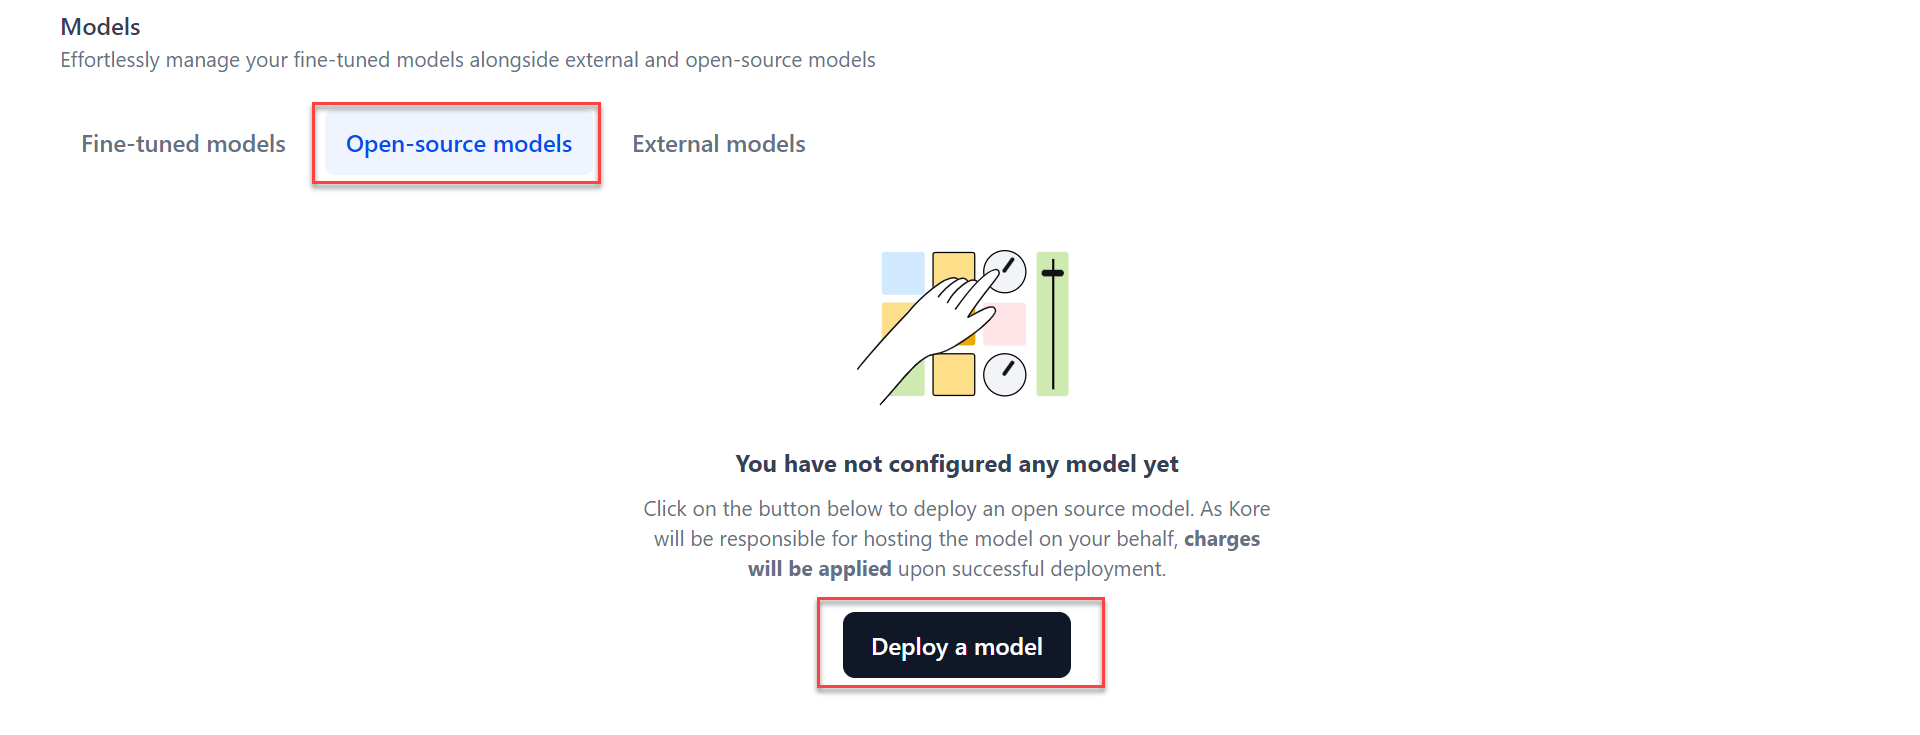 Models
Effortlessly manage your fine-tuned models alongside external and open-source models
Fine-tuned models
Open-source models
External models
You have not configured any model yet
Click on the button below to deploy an open source model. As Kore
will be responsible for hosting the model on your behalf, charges
will be applied upon successful deployment.
Deploy a model